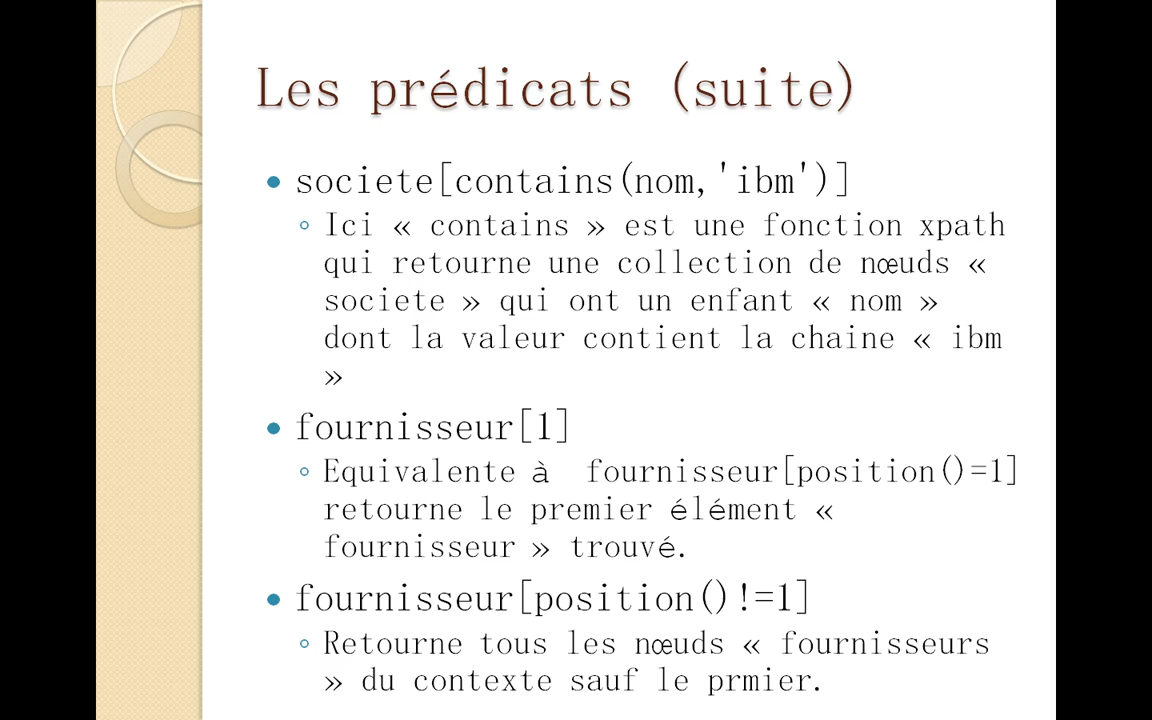 Les prédicats (suite)
societe[contains(nom,'ibm')]
Ici « contains » est une fonction xpath
qui retourne une collection de nœuds «
societe » qui ont un enfant « nom »
dont la valeur contient la chaine « ibm
»
fournisseur[1]
Equivalente à fournisseur[position()=1]
retourne le premier élément «
fournisseur » trouvé.
fournisseur[position()!=1]
Retourne tous les nœuds « fournisseurs
» du contexte sauf le prmier.